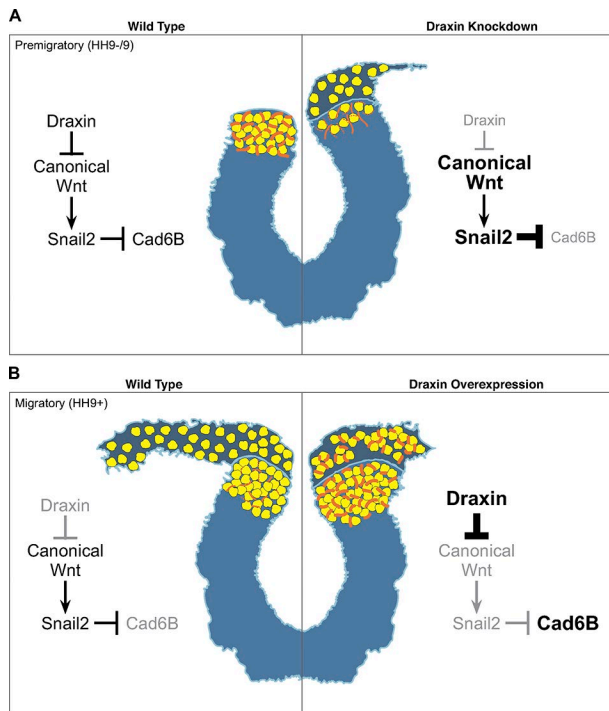 A
Wild Type
Draxin Knockdown
Premigratory (HH9-/9)
Draxin
Canonical
Wnt
Snail2
Cad6B
Draxin
Canonical
Wnt
Snail2
Cad6B
B
Wild Type
Draxin Overexpression
Migratory (HH9+)
Draxin
Canonical
Wnt
Snail2
Cad6B
Draxin
Canonical
Wnt
Snail2
Cad6B